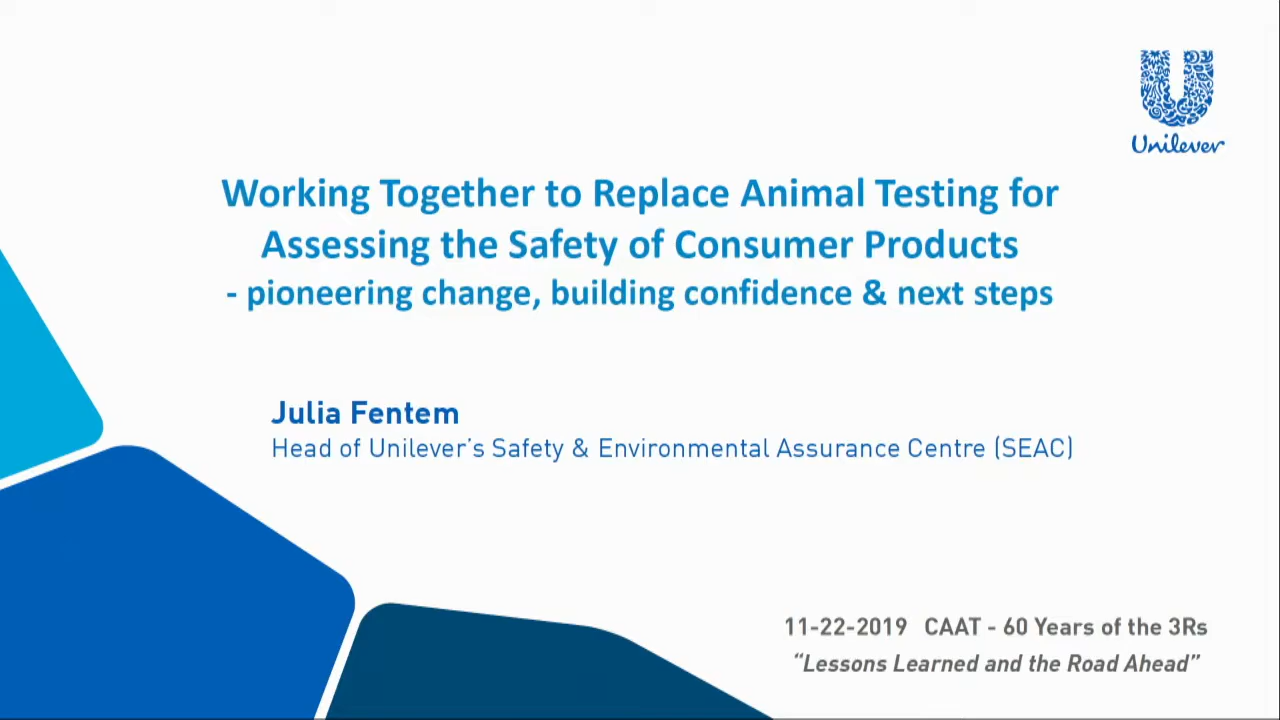 Unilever
Working Together to Replace Animal Testing for
Assessing the Safety of Consumer Products
- pioneering change, building confidence & next steps
Julia Fentem
Head of Unilever’s Safety & Environmental Assurance Centre (SEAC)
11-22-2019 CAAT - 60 Years of the 3Rs
“Lessons Learned and the Road Ahead”